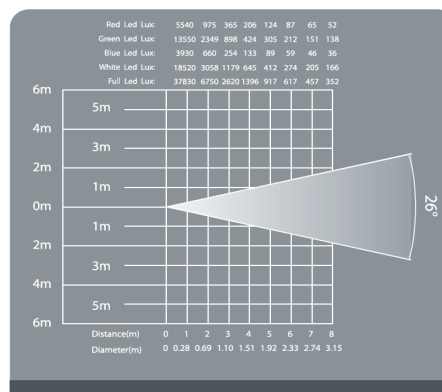 Red Led Lux: 5540 975 365 206 124 87 65 52
Green Led Lux: 13550 2349 898 424 305 212 151 138
Blue Led Lux: 3930 660 254 133 89 59 46 36
White Led Lux: 18520 3058 1179 645 412 274 205 166
Full Led Lux: 37830 6750 2620 1396 917 617 457 352
6m
5m
4m
3m
2m
1m
0m
1m
2m
3m
4m
5m
6m
26°
Distance(m) 0 1 2 3 4 5 6 7 8
Diameter(m) 0 0.28 0.69 1.10 1.51 1.92 2.33 2.74 3.15